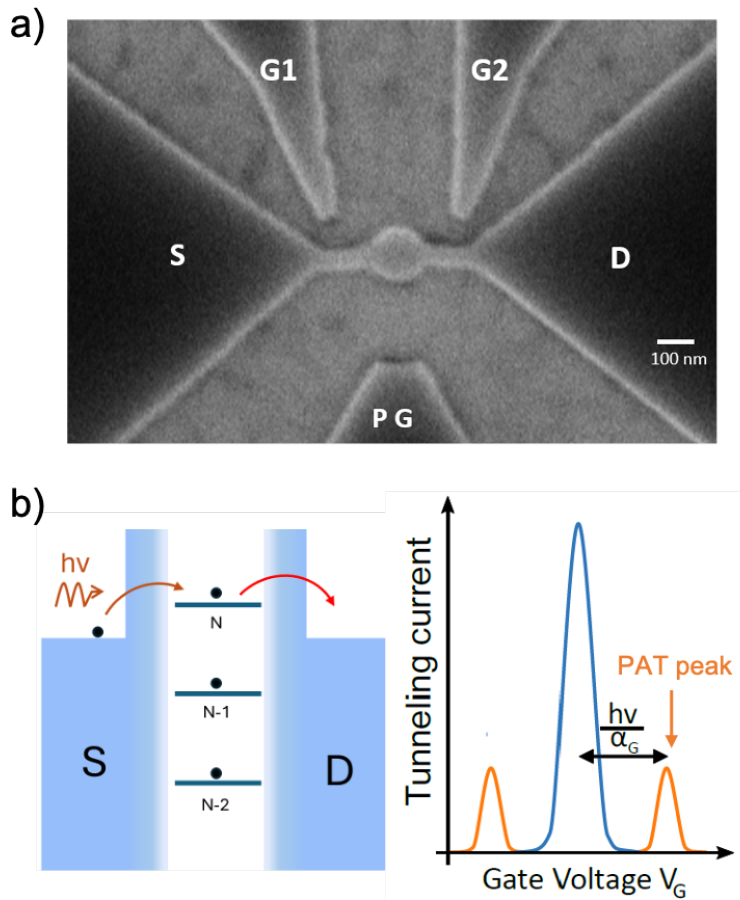 a)
G1 G2
S D
100 nm
P G
b)
hν
N
N-1
N-2
S D
Tunneling current
PAT peak
hν
α_G
Gate Voltage V_G